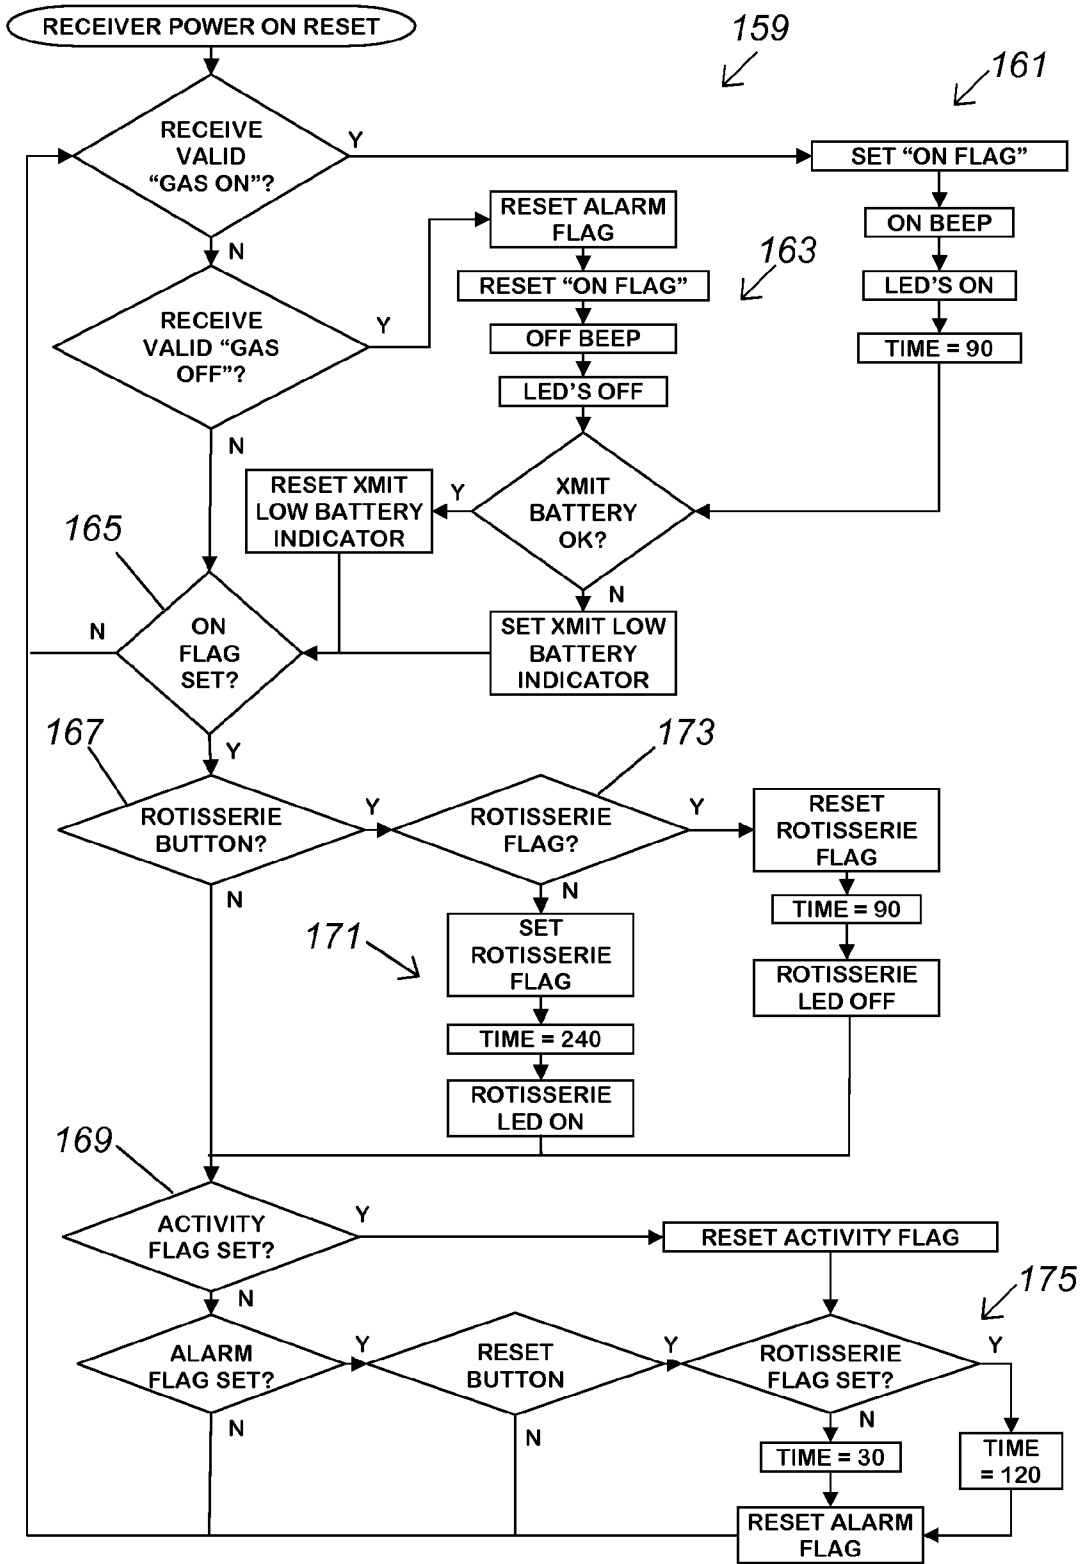 RECEIVER POWER ON RESET
159
161
RECEIVE
VALID
“GAS ON”?
Y
N
SET “ON FLAG”
ON BEEP
LED’S ON
TIME = 90
RECEIVE
VALID “GAS
OFF”?
Y
N
RESET ALARM
FLAG
163
RESET “ON FLAG”
OFF BEEP
LED’S OFF
XMIT
BATTERY
OK?
Y
N
RESET XMIT
LOW BATTERY
INDICATOR
SET XMIT LOW
BATTERY
INDICATOR
165
ON
FLAG
SET?
N
Y
167
ROTISSERIE
BUTTON?
Y
N
173
ROTISSERIE
FLAG?
Y
N
RESET
ROTISSERIE
FLAG
TIME = 90
ROTISSERIE
LED OFF
171
SET
ROTISSERIE
FLAG
TIME = 240
ROTISSERIE
LED ON
169
ACTIVITY
FLAG SET?
Y
N
RESET ACTIVITY FLAG
175
ALARM
FLAG SET?
Y
N
RESET
BUTTON
Y
N
ROTISSERIE
FLAG SET?
Y
N
TIME = 30
TIME
= 120
RESET ALARM
FLAG